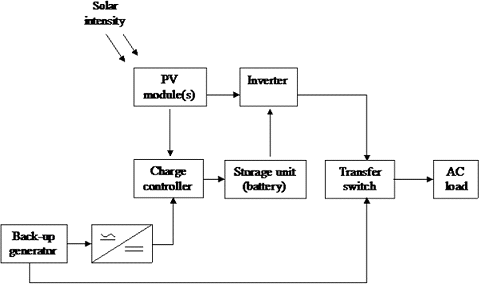 Solar
intensity
PV
module(s)
Inverter
Charge
controller
Storage unit
(battery)
Transfer
switch
AC
load
Back-up
generator